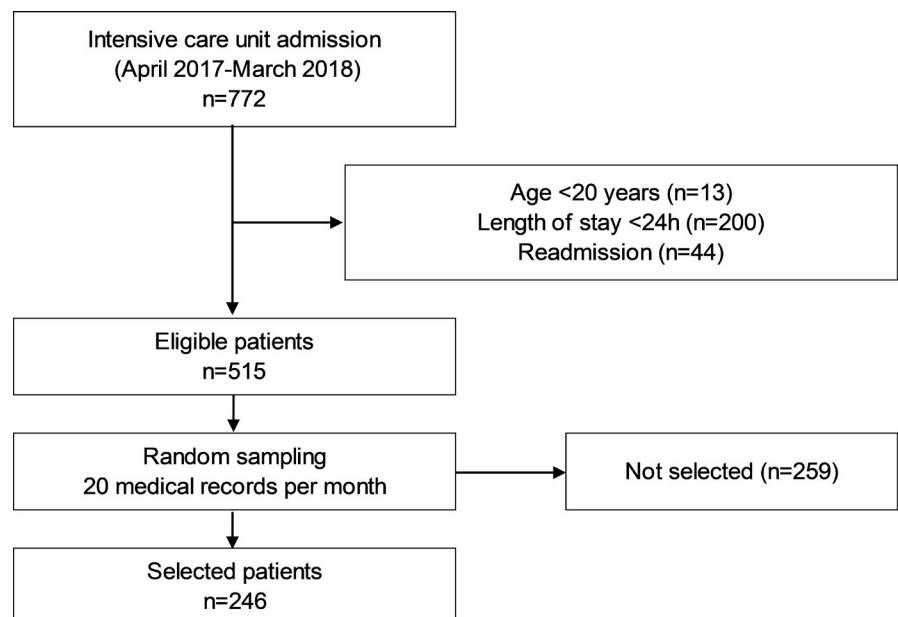 Intensive care unit admission
(April 2017-March 2018)
n=772
Age <20 years (n=13)
Length of stay <24h (n=200)
Readmission (n=44)
Eligible patients
n=515
Random sampling
20 medical records per month
Not selected (n=259)
Selected patients
n=246